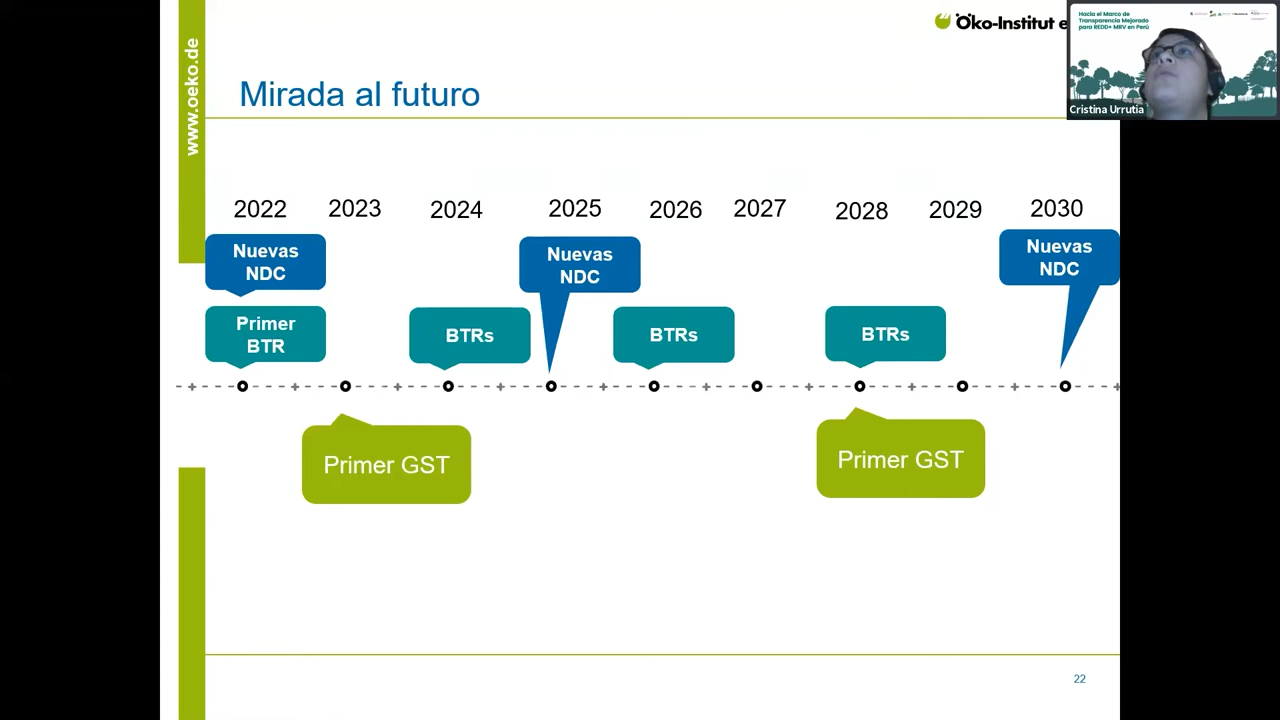 www.oeko.de
Öko-Institut e
Hacia el Marco de
Transparencia Mejorado
para REDD+ MRV en Perú
Cristina Urrutia
Mirada al futuro
2022 2023 2024 2025 2026 2027 2028 2029 2030
Nuevas
NDC
Nuevas
NDC
Nuevas
NDC
Primer
BTR
BTRs
BTRs
BTRs
Primer GST
Primer GST
22